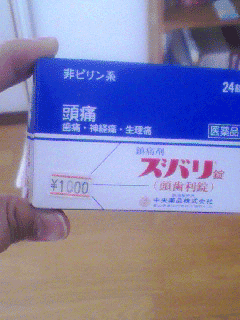 非ピリン系
24錠
頭痛
歯痛・神経痛・生理痛
医薬品
鎮痛剤
ズバリ錠
(頭歯利錠)
¥1000
中央薬品株式会社